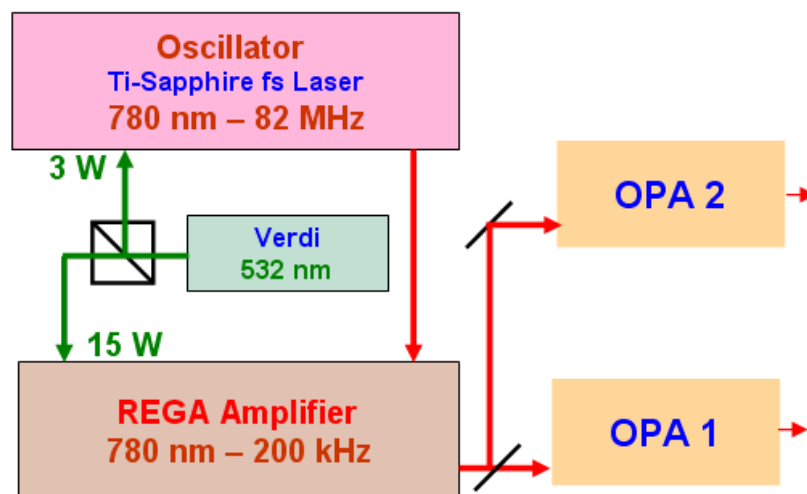 Oscillator
Ti-Sapphire fs Laser
780 nm – 82 MHz
3 W
Verdi
532 nm
15 W
REGA Amplifier
780 nm – 200 kHz
OPA 2
OPA 1